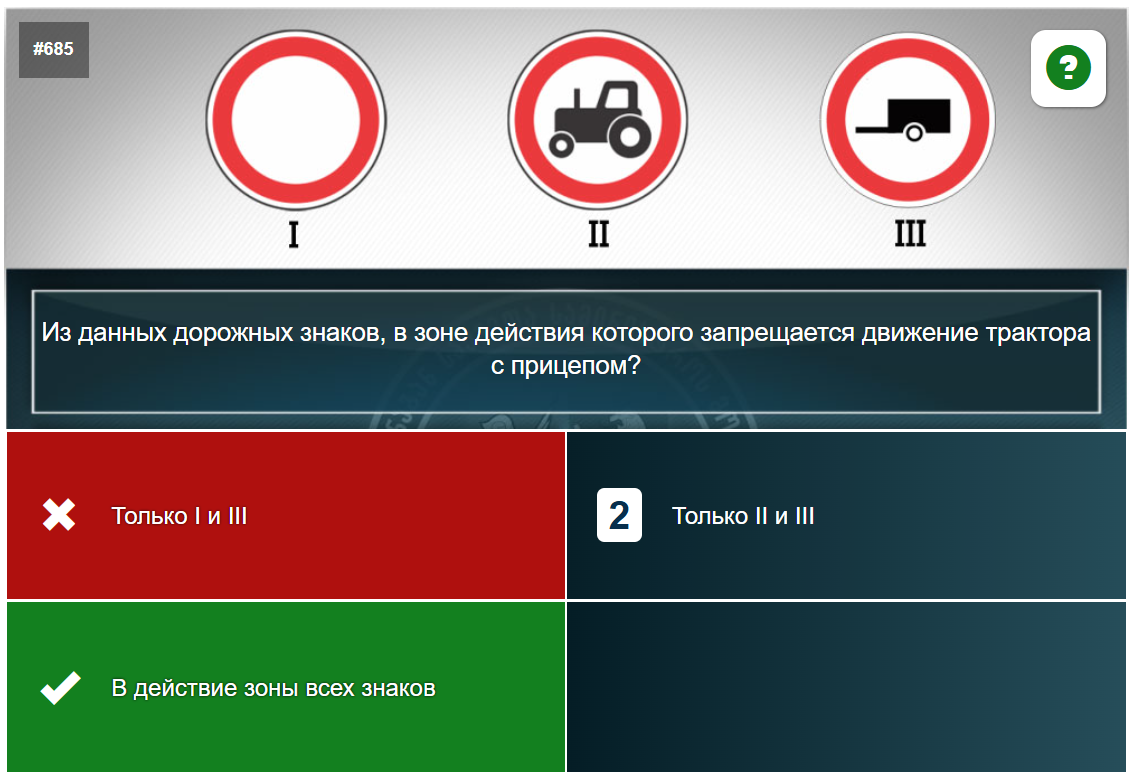 #685
?
I
II
III
Из данных дорожных знаков, в зоне действия которого запрещается движение трактора
с прицепом?
Только I и III
2
Только II и III
В действие зоны всех знаков